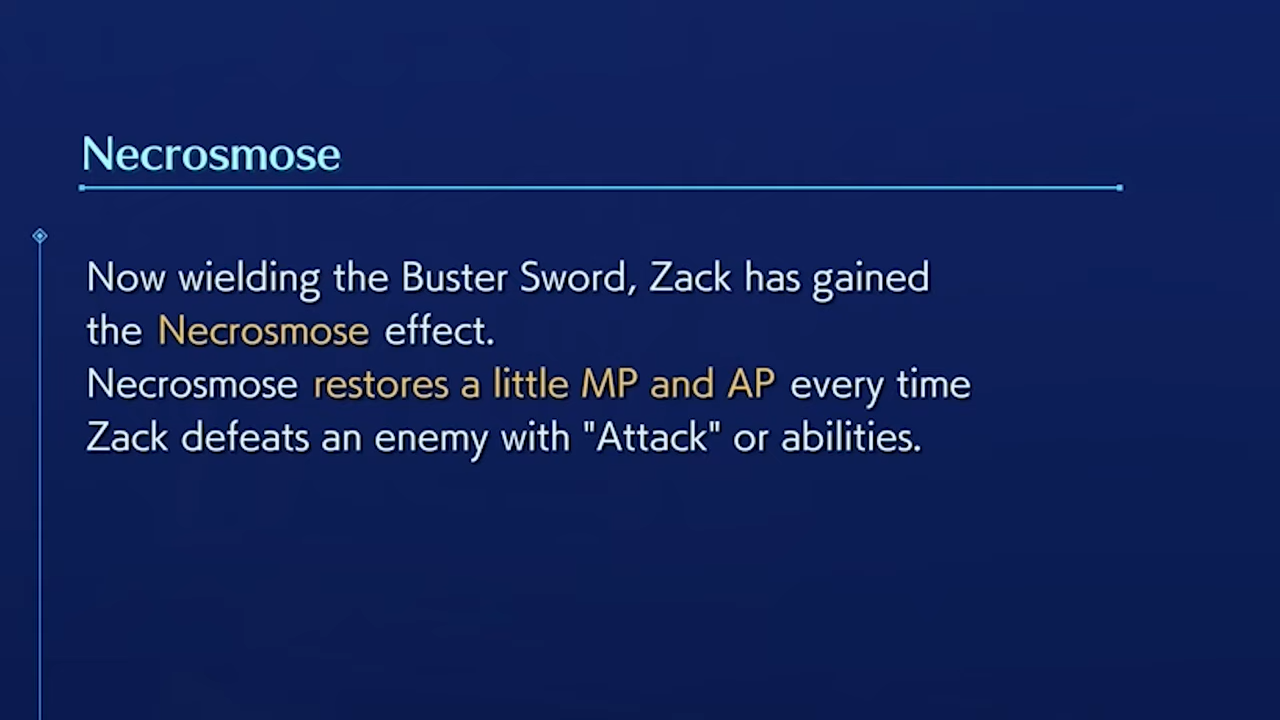 Necrosmose
Now wielding the Buster Sword, Zack has gained
the Necrosmose effect.
Necrosmose restores a little MP and AP every time
Zack defeats an enemy with "Attack" or abilities.